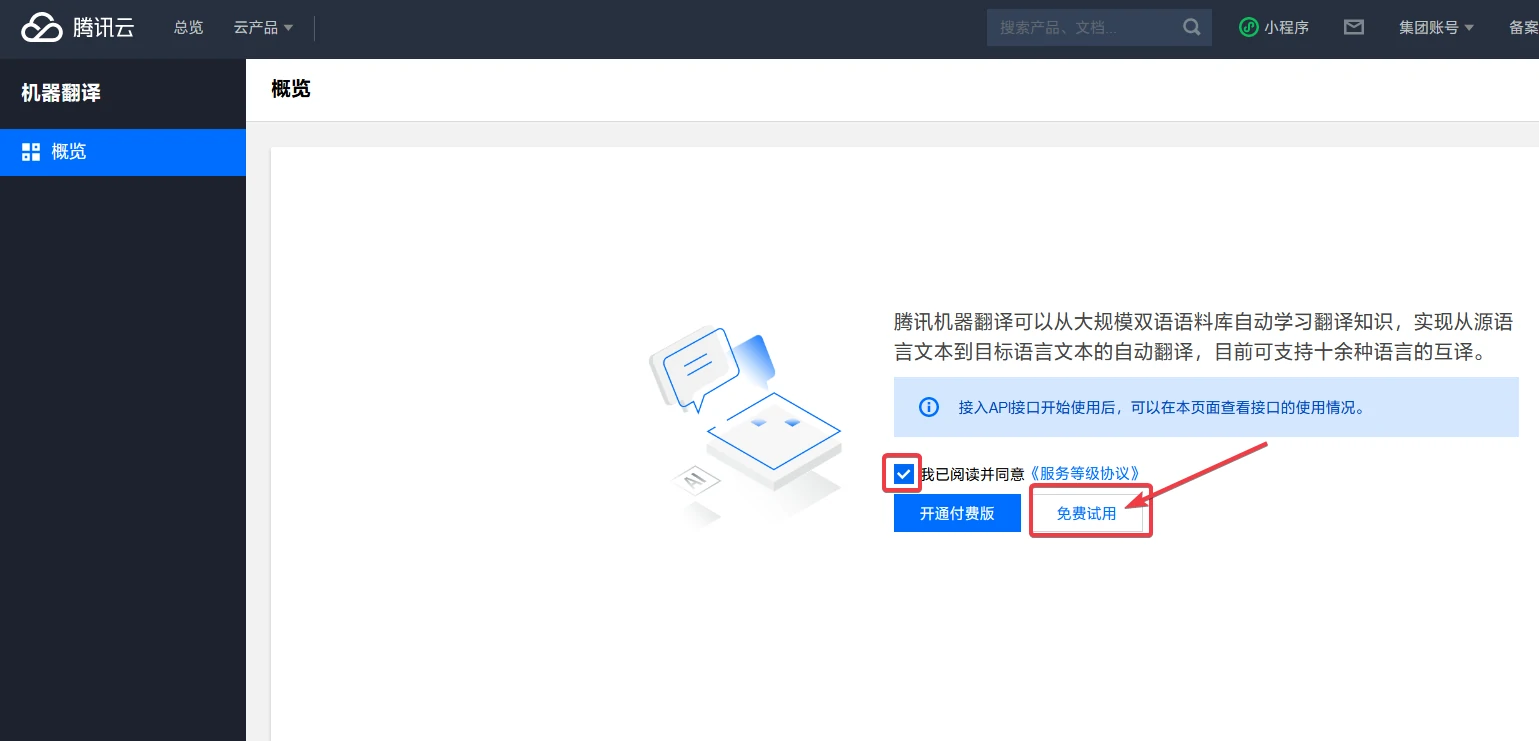 腾讯云 总览 云产品 搜索产品、文档... 小程序 集团账号 备案
机器翻译
概览
概览
腾讯机器翻译可以从大规模双语语料库自动学习翻译知识，实现从源语
言文本到目标语言文本的自动翻译，目前可支持十余种语言的互译。
接入API接口开始使用后，可以在本页面查看接口的使用情况。
AI
我已阅读并同意《服务等级协议》
开通付费版 免费试用